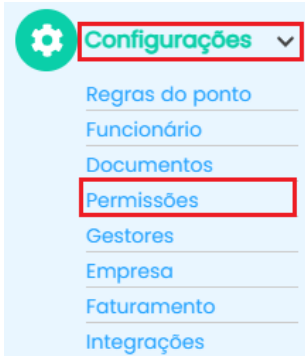 Configurações
Regras do ponto
Funcionário
Documentos
Permissões
Gestores
Empresa
Faturamento
Integrações